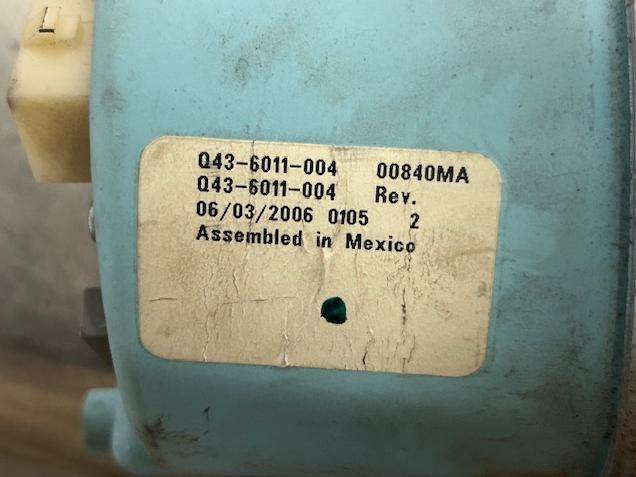 Q43-6011-004 00840MA
Q43-6011-004 Rev.
06/03/2006 0105 2
Assembled in Mexico